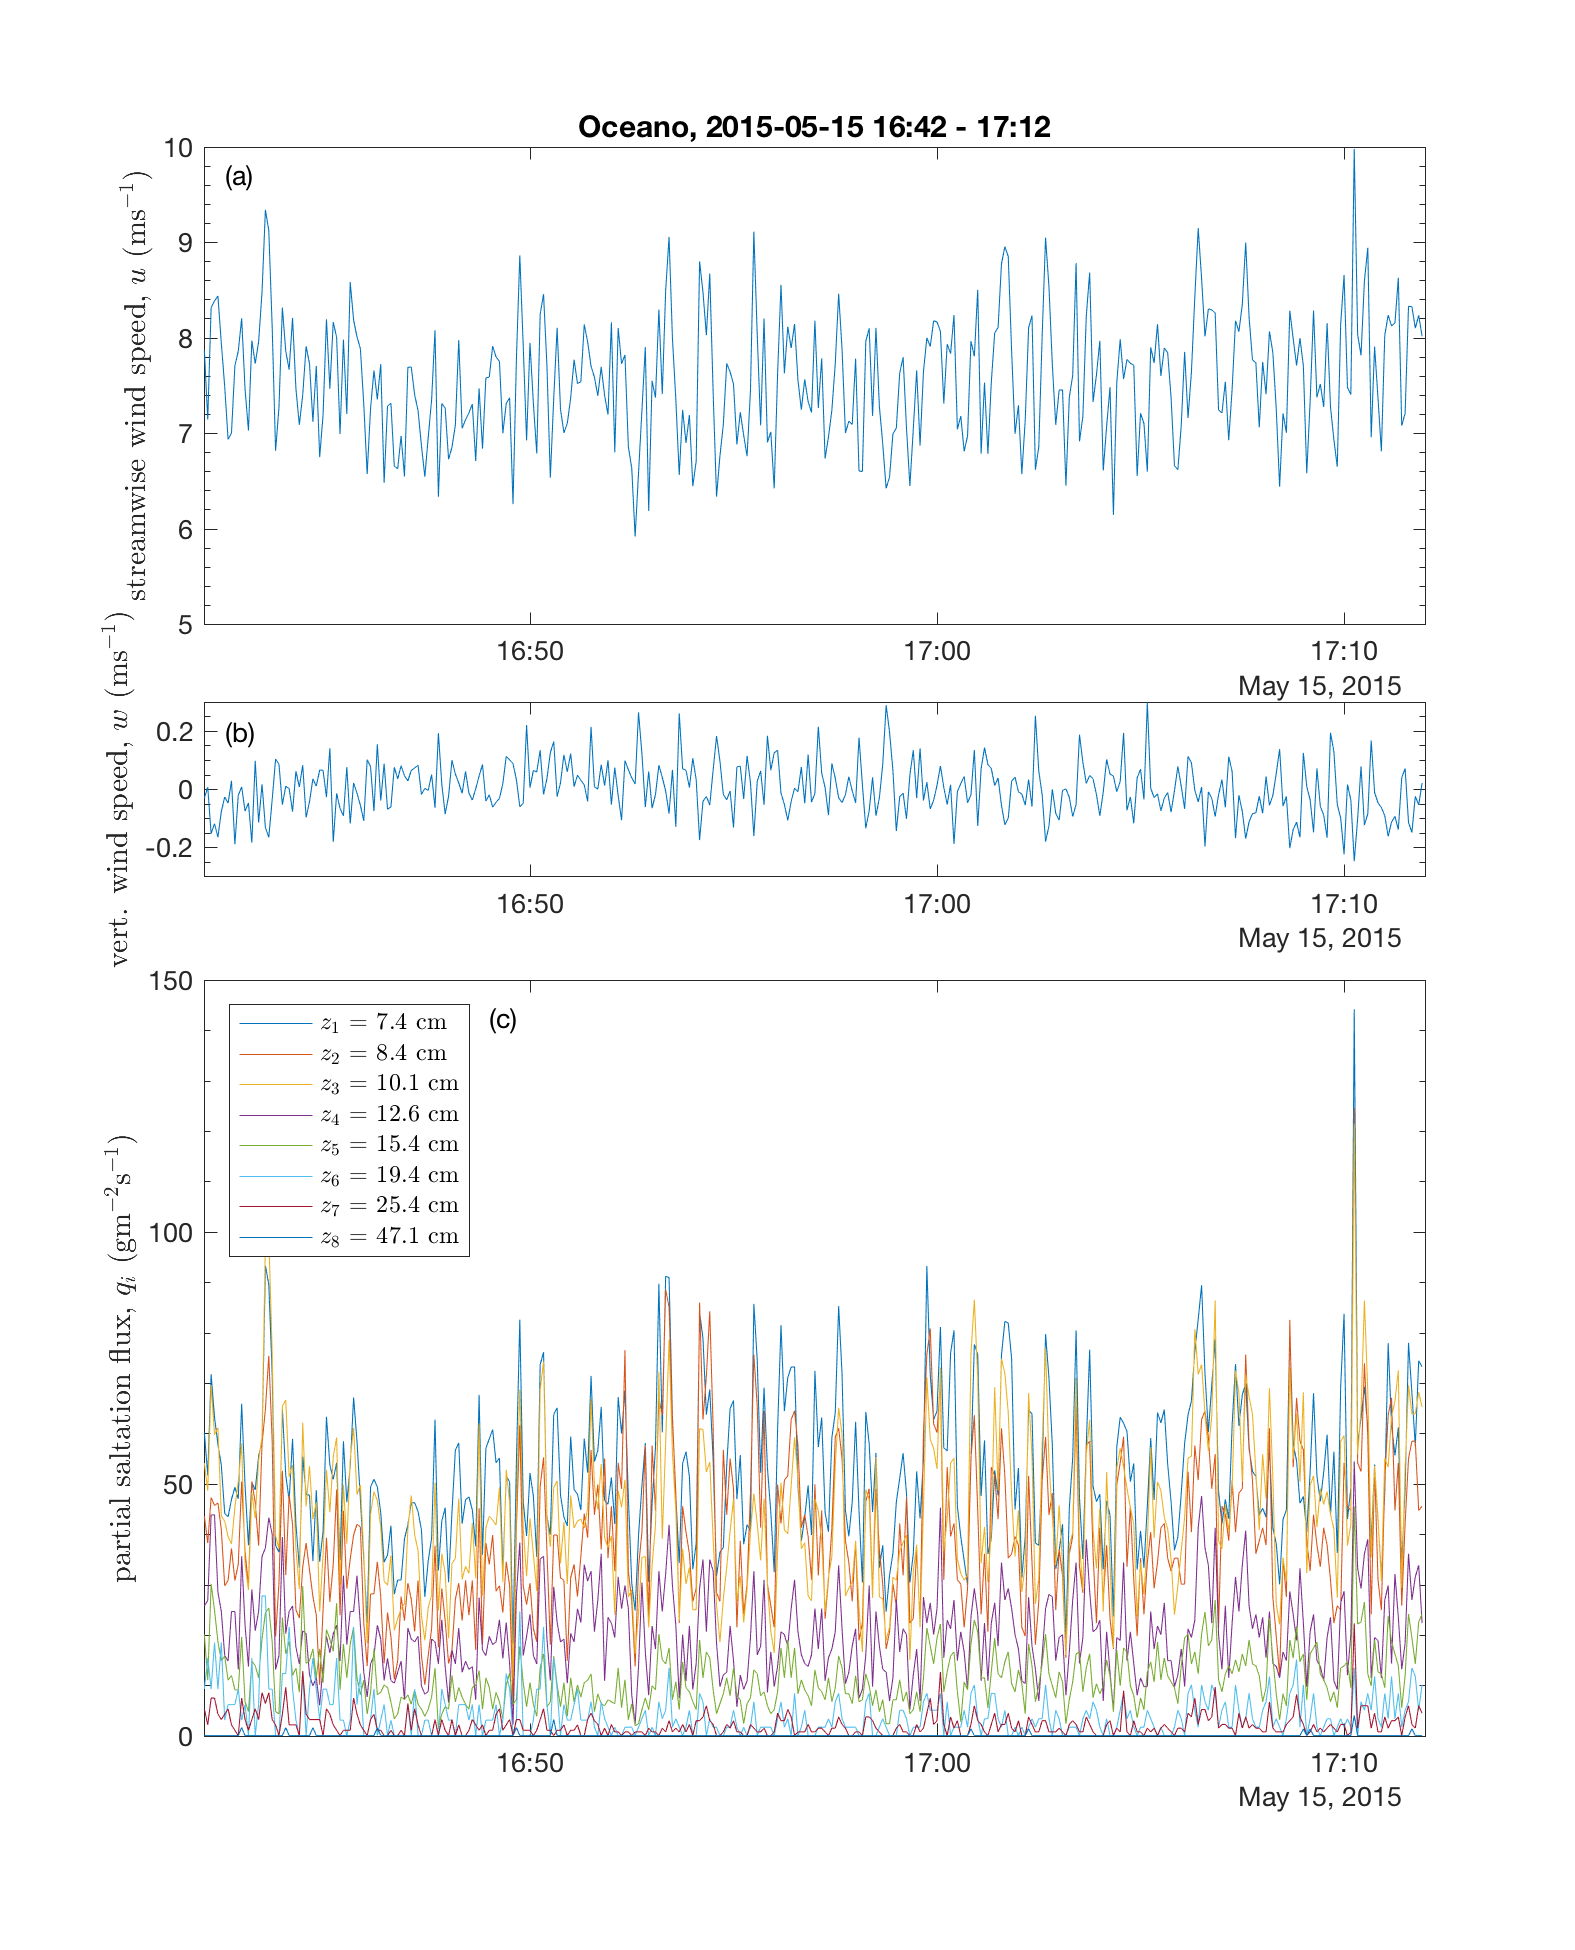 Oceano, 2015-05-15 16:42 - 17:12
(a)
streamwise wind speed, u (ms⁻¹)
10
9
8
7
6
5
16:50 17:00 17:10
May 15, 2015
(b)
vert. wind speed, w (ms⁻¹)
0.2
0
-0.2
16:50 17:00 17:10
May 15, 2015
(c)
partial saltation flux, qᵢ (gm⁻²s⁻¹)
150
100
50
0
z₁ = 7.4 cm
z₂ = 8.4 cm
z₃ = 10.1 cm
z₄ = 12.6 cm
z₅ = 15.4 cm
z₆ = 19.4 cm
z₇ = 25.4 cm
z₈ = 47.1 cm
16:50 17:00 17:10
May 15, 2015